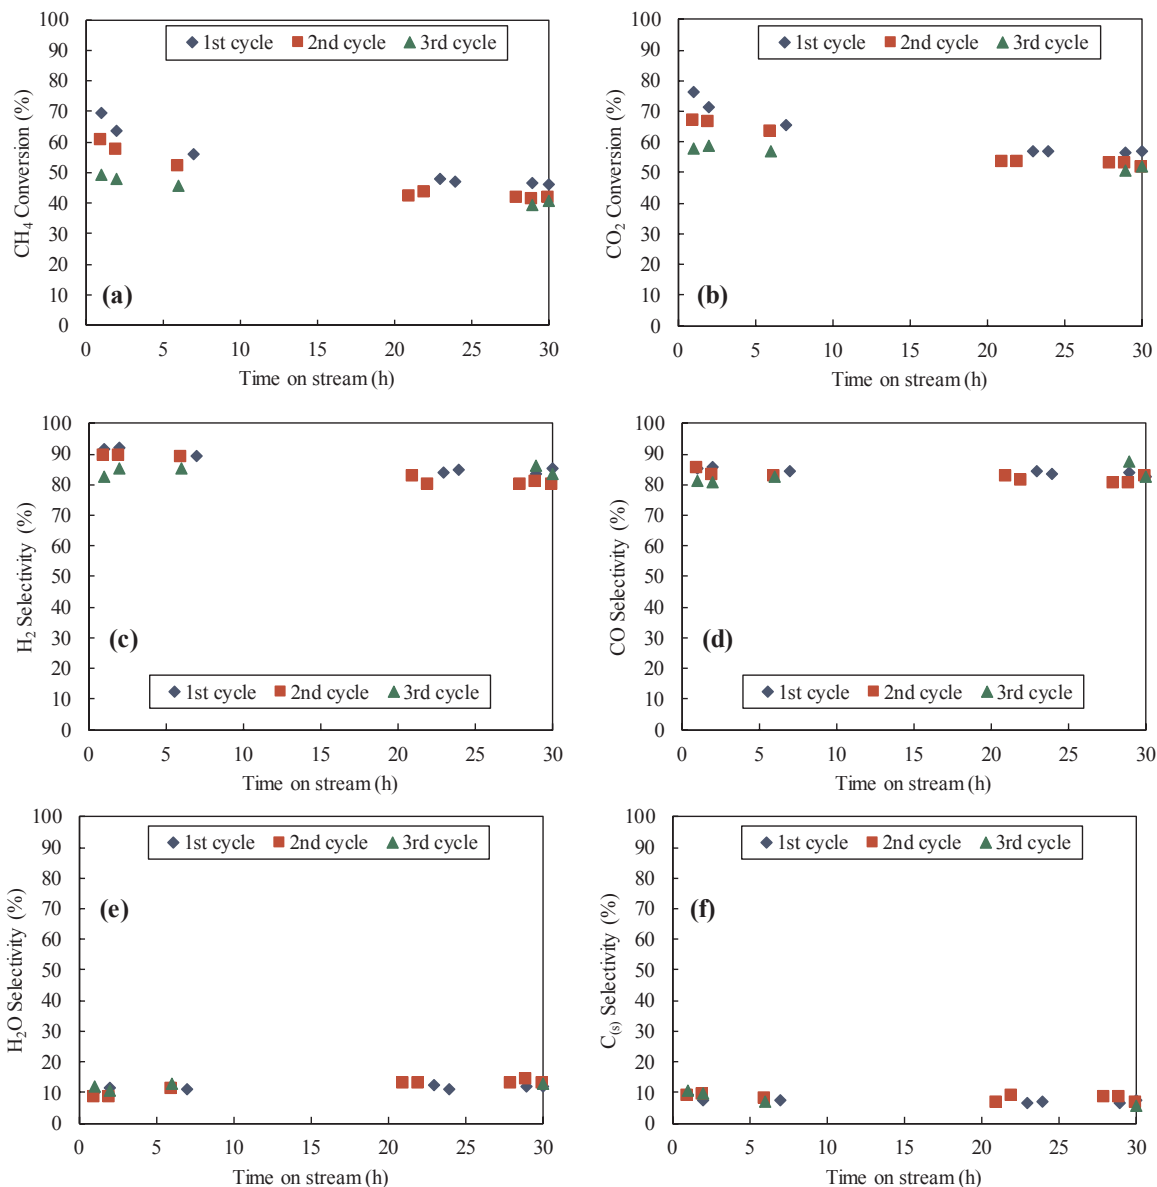 100
90
80
70
60
50
40
30
20
10
0
CH₄ Conversion (%)
1st cycle 2nd cycle 3rd cycle
(a)
0 5 10 15 20 25 30
Time on stream (h)
100
90
80
70
60
50
40
30
20
10
0
CO₂ Conversion (%)
1st cycle 2nd cycle 3rd cycle
(b)
0 5 10 15 20 25 30
Time on stream (h)
100
90
80
70
60
50
40
30
20
10
0
H₂ Selectivity (%)
(c)
1st cycle 2nd cycle 3rd cycle
0 5 10 15 20 25 30
Time on stream (h)
100
90
80
70
60
50
40
30
20
10
0
CO Selectivity (%)
(d)
1st cycle 2nd cycle 3rd cycle
0 5 10 15 20 25 30
Time on stream (h)
100
90
80
70
60
50
40
30
20
10
0
H₂O Selectivity (%)
1st cycle 2nd cycle 3rd cycle
(e)
0 5 10 15 20 25 30
Time on stream (h)
100
90
80
70
60
50
40
30
20
10
0
C₍ₛ₎ Selectivity (%)
1st cycle 2nd cycle 3rd cycle
(f)
0 5 10 15 20 25 30
Time on stream (h)